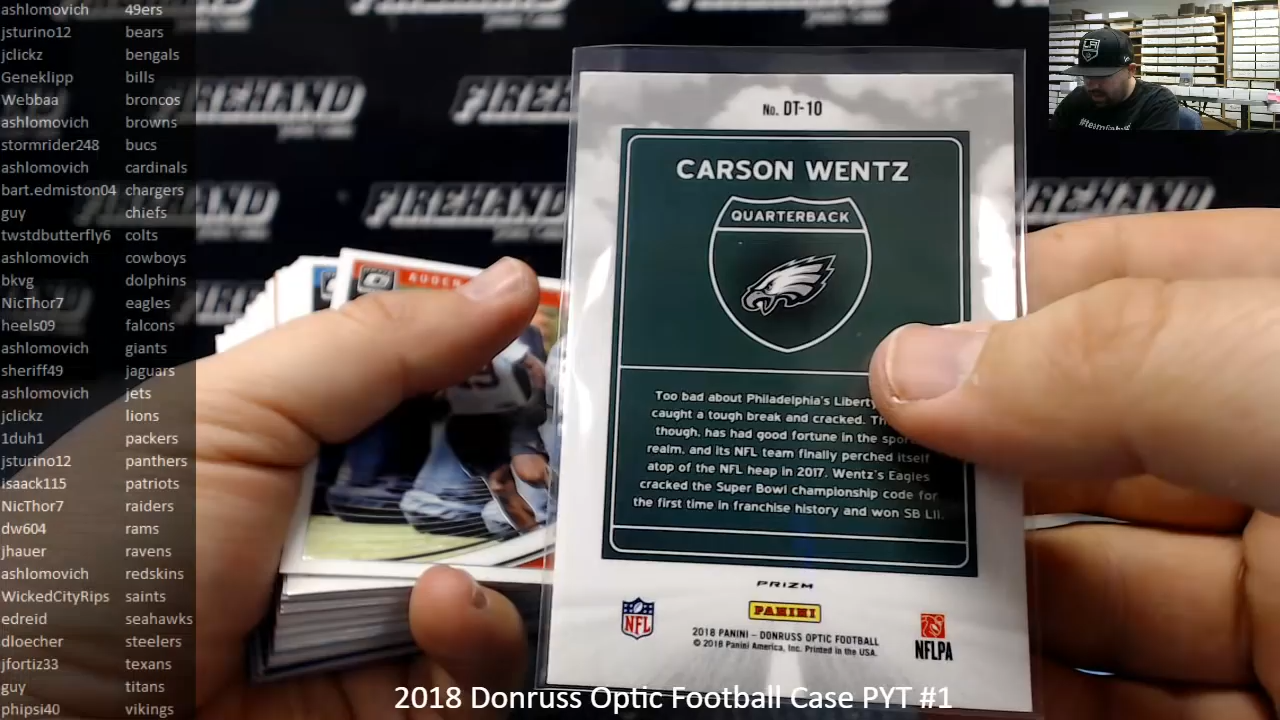 ashlomovich 49ers
jsturino12 bears
jclickz bengals
Geneklipp bills
Webbaa broncos
ashlomovich browns
stormrider248 bucs
ashlomovich cardinals
bart.edmiston04 chargers
guy chiefs
twstdbutterfly6 colts
ashlomovich cowboys
bkvg dolphins
NicThor7 eagles
heels09 falcons
ashlomovich giants
sheriff49 jaguars
ashlomovich jets
jclickz lions
1duh1 packers
jsturino12 panthers
isaack115 patriots
NicThor7 raiders
dw604 rams
jhauer ravens
ashlomovich redskins
WickedCityRips saints
edreid seahawks
dloecher steelers
jfortiz33 texans
guy titans
phipsi40 vikings
FIREHAND
FIREHAND
No. DT-10
CARSON WENTZ
QUARTERBACK
Too bad about Philadelphia's Liberty
caught a tough break and cracked.
though, has had good fortune in the
realm, and its NFL team finally perched itself
atop of the NFL heap in 2017. Wentz's Eagles
cracked the Super Bowl championship code for
the first time in franchise history and won SB LII.
PRIZM
NFL
PANINI
2018 PANINI – DONRUSS OPTIC FOOTBALL
© 2018 Panini America, Inc. Printed in the USA.
NFLPA
2018 Donruss Optic Football Case PYT #1